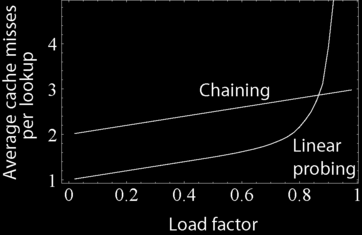 Average cache misses
per lookup
4
3
2
1
Chaining
Linear
probing
0
0.2
0.4
0.6
0.8
1
Load factor